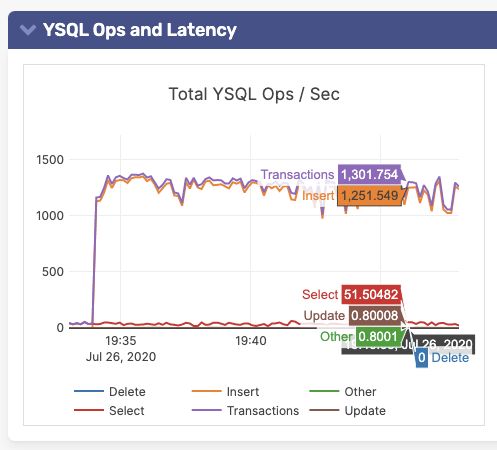 YSQL Ops and Latency
Total YSQL Ops / Sec
1500
Transactions 1,301.754
Insert 1,251.549
1000
500
Select 51.50482
Update 0.80008
Other 0.8001
0
19:35
19:40
Jul 26, 2020
Jul 26, 2020
0 Delete
Delete
Insert
Other
Select
Transactions
Update